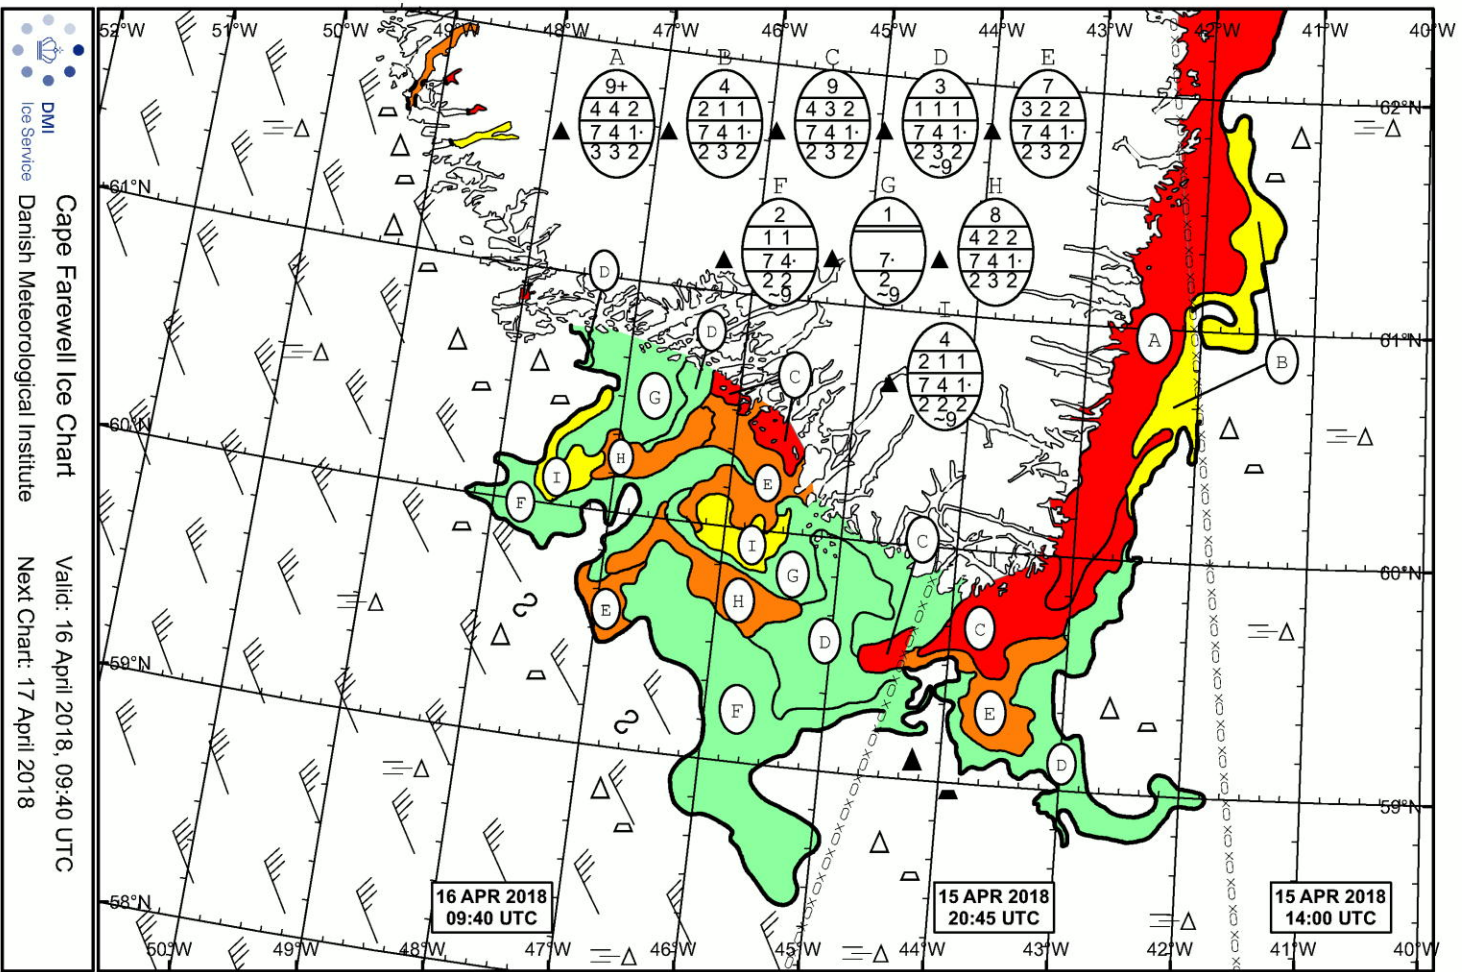 DMI
Ice Service
Cape Farewell Ice Chart
Danish Meteorological Institute
Valid: 16 April 2018, 09:40 UTC
Next Chart: 17 April 2018
52°W 51°W 50°W 49°W 48°W 47°W 46°W 45°W 44°W 43°W 42°W 41°W 40°W
A B C D E
9+ 4 9 3 7
4 4 2 2 1 1 4 3 2 1 1 1 3 2 2
7 4 1· 7 4 1· 7 4 1· 7 4 1· 7 4 1·
3 3 2 2 3 2 2 3 2 2 3 2 2 3 2
~9
F G H
2 1 8
1 1 4 2 2
7 4· 7· 7 4 1·
2 2 2 2 3 2
~9 ~9
I
4
2 1 1
7 4 1·
2 2 2
~9
62°N
61°N
61°N
60°N
60°N
59°N
59°N
58°N
D
D
C
A
B
G
H
I
F
E
I
G
C
E
H
D
C
F
E
D
16 APR 2018
09:40 UTC
15 APR 2018
20:45 UTC
15 APR 2018
14:00 UTC
50°W 49°W 48°W 47°W 46°W 45°W 44°W 43°W 42°W 41°W 40°W